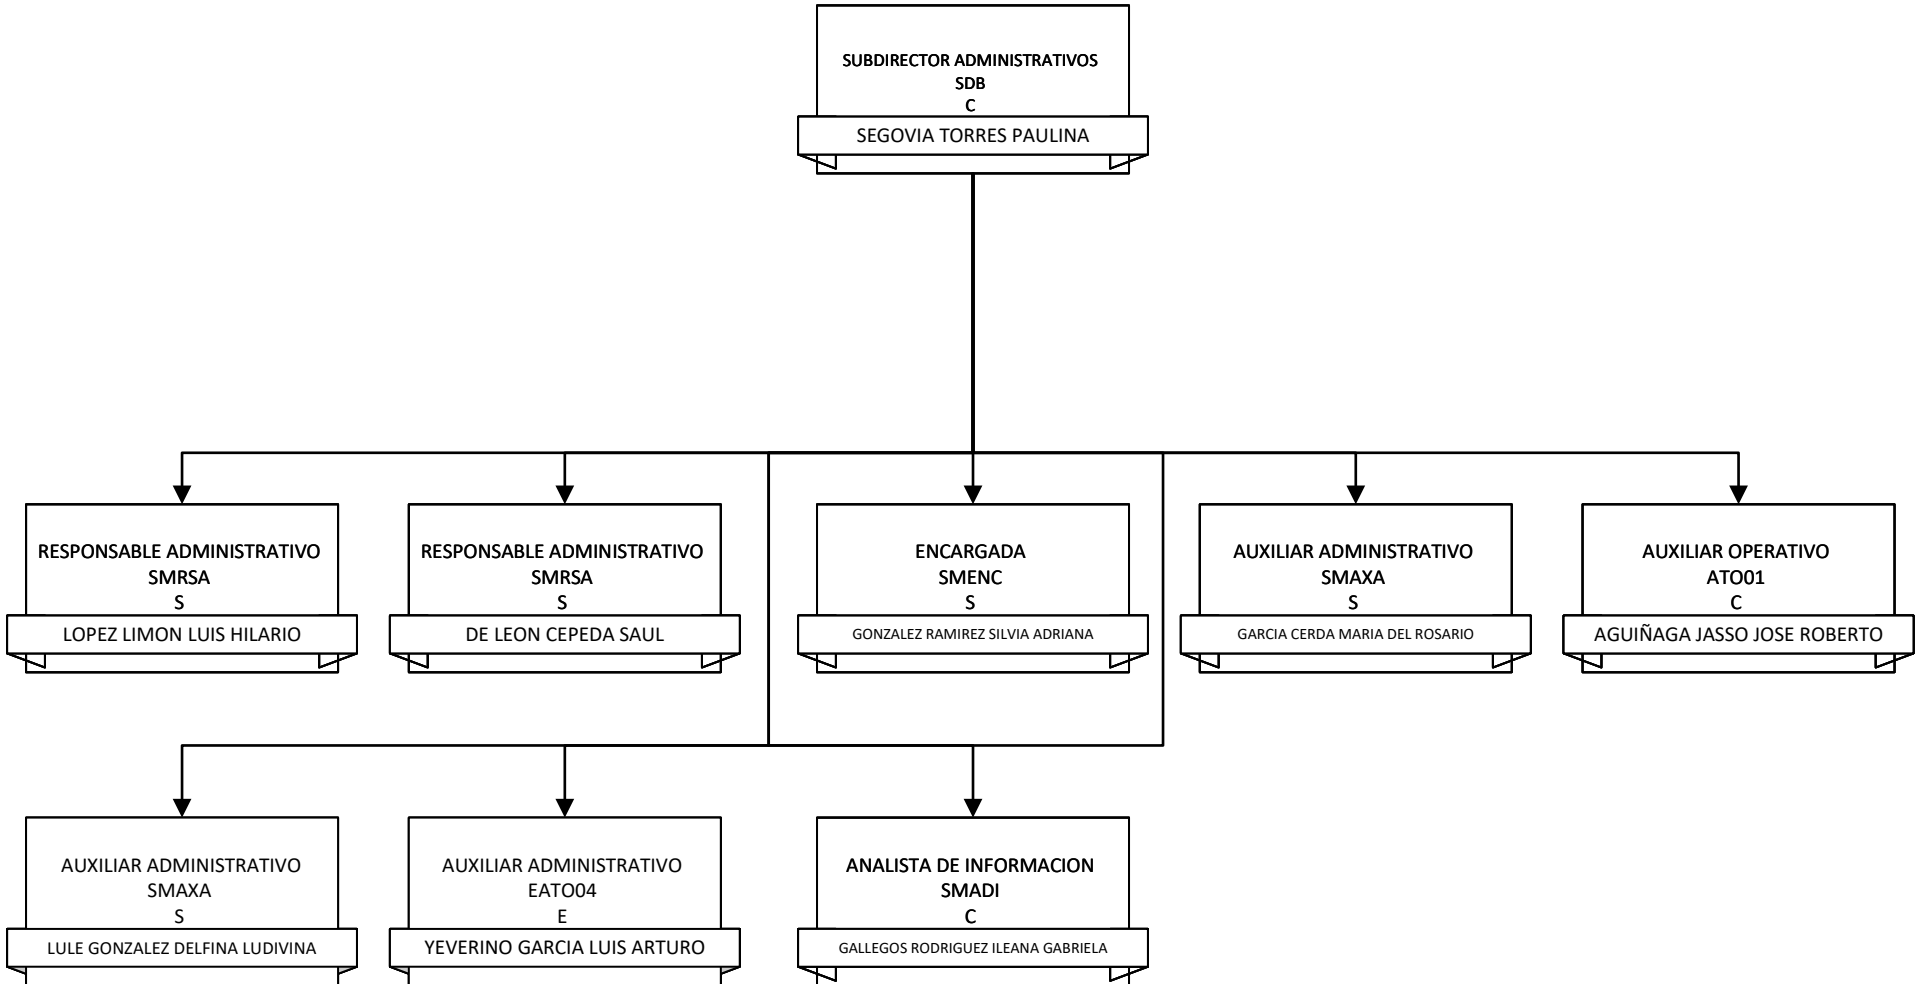 SUBDIRECTOR ADMINISTRATIVOS
SDB
C
SEGOVIA TORRES PAULINA
RESPONSABLE ADMINISTRATIVO
SMRSA
S
LOPEZ LIMON LUIS HILARIO
RESPONSABLE ADMINISTRATIVO
SMRSA
S
DE LEON CEPEDA SAUL
ENCARGADA
SMENC
S
GONZALEZ RAMIREZ SILVIA ADRIANA
AUXILIAR ADMINISTRATIVO
SMAXA
S
GARCIA CERDA MARIA DEL ROSARIO
AUXILIAR OPERATIVO
ATO01
C
AGUIÑAGA JASSO JOSE ROBERTO
AUXILIAR ADMINISTRATIVO
SMAXA
S
LULE GONZALEZ DELFINA LUDIVINA
AUXILIAR ADMINISTRATIVO
EATO04
E
YEVERINO GARCIA LUIS ARTURO
ANALISTA DE INFORMACION
SMADI
C
GALLEGOS RODRIGUEZ ILEANA GABRIELA